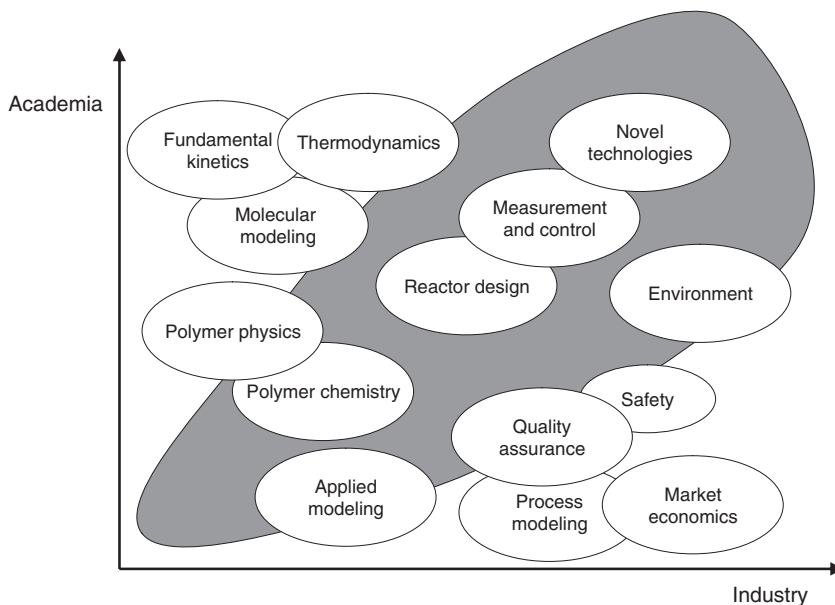 Academia
Fundamental
kinetics
Thermodynamics
Novel
technologies
Molecular
modeling
Measurement
and control
Reactor design
Environment
Polymer physics
Polymer chemistry
Safety
Quality
assurance
Applied
modeling
Process
modeling
Market
economics
Industry